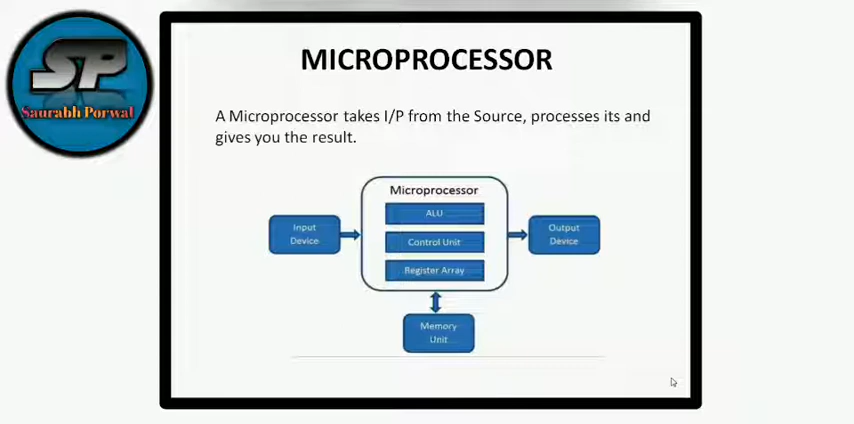 SP
Saurabh Porwal
MICROPROCESSOR
A Microprocessor takes I/P from the Source, processes its and
gives you the result.
Microprocessor
ALU
Input
Device
Control Unit
Output
Device
Register Array
Memory
Unit